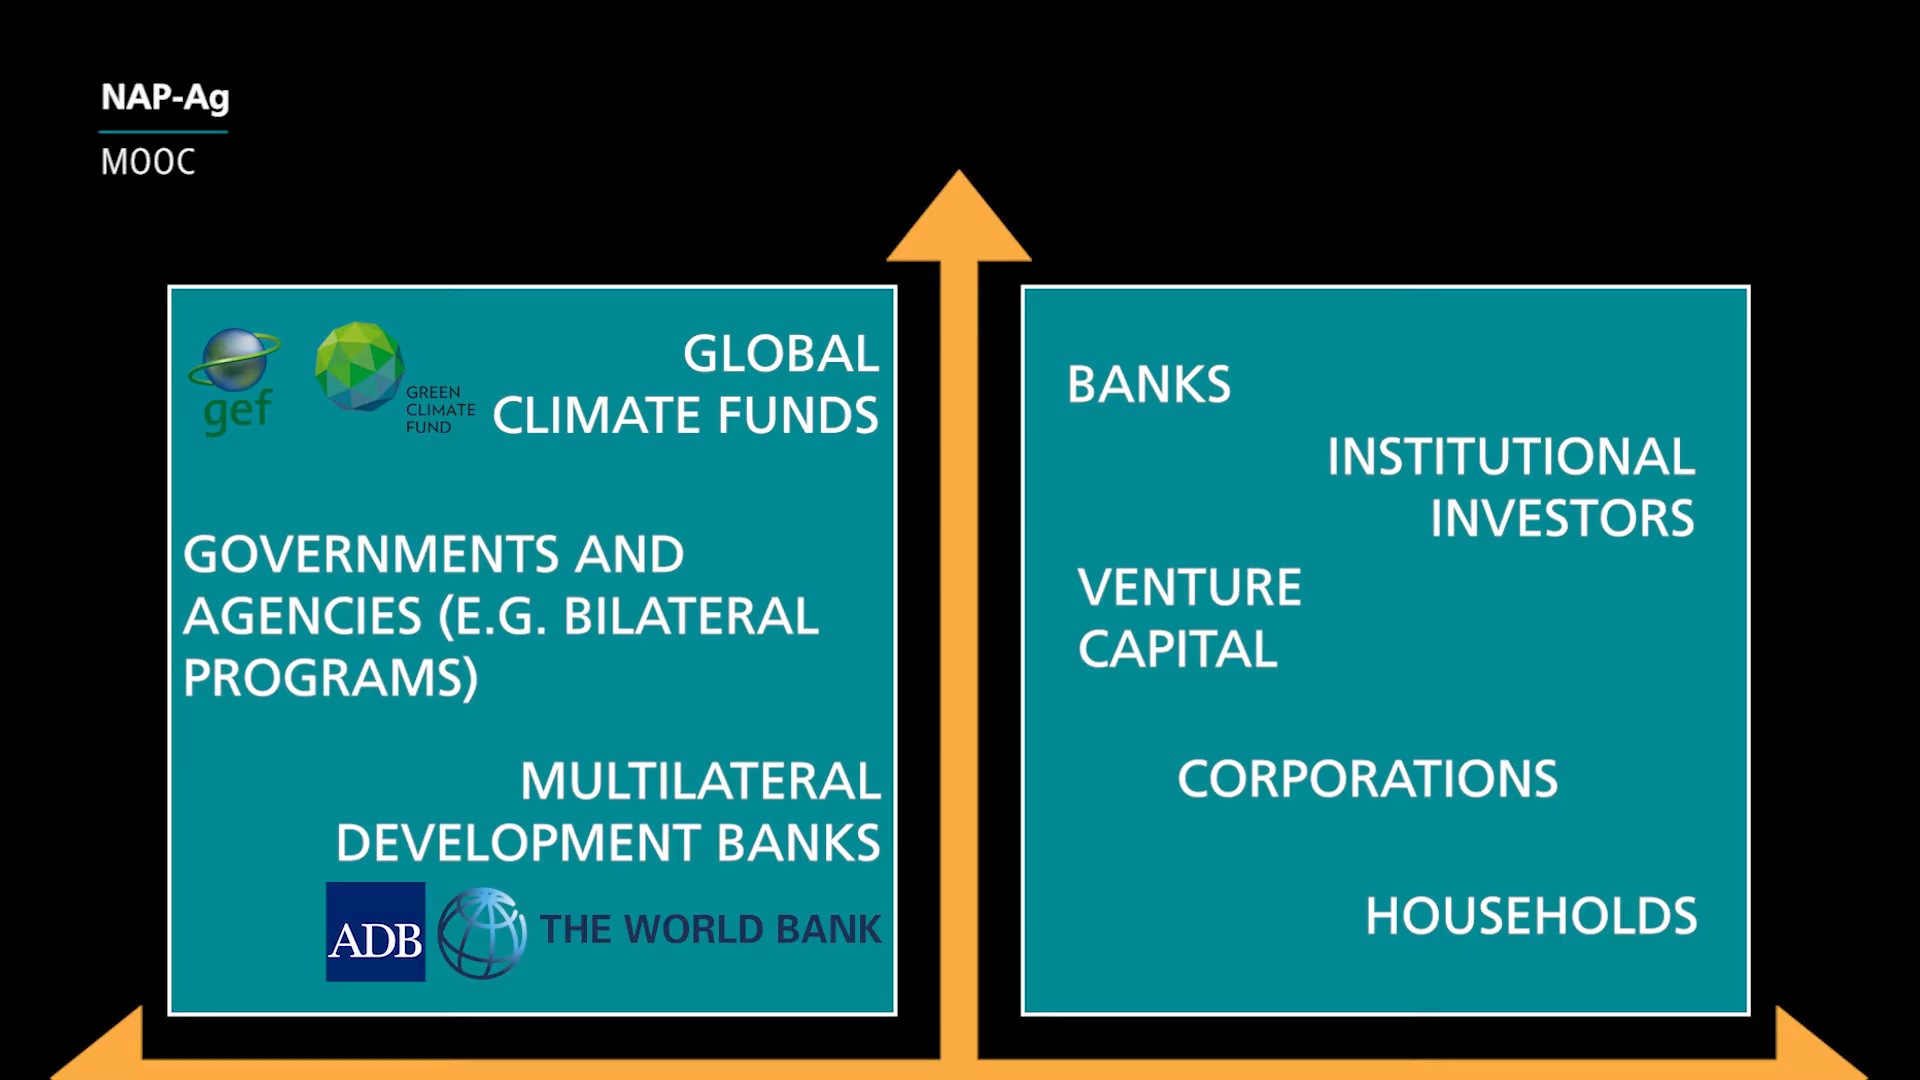 NAP-Ag
MOOC
gef
GREEN
CLIMATE
FUND
GLOBAL
CLIMATE FUNDS
GOVERNMENTS AND
AGENCIES (E.G. BILATERAL
PROGRAMS)
MULTILATERAL
DEVELOPMENT BANKS
ADB
THE WORLD BANK
BANKS
INSTITUTIONAL
INVESTORS
VENTURE
CAPITAL
CORPORATIONS
HOUSEHOLDS